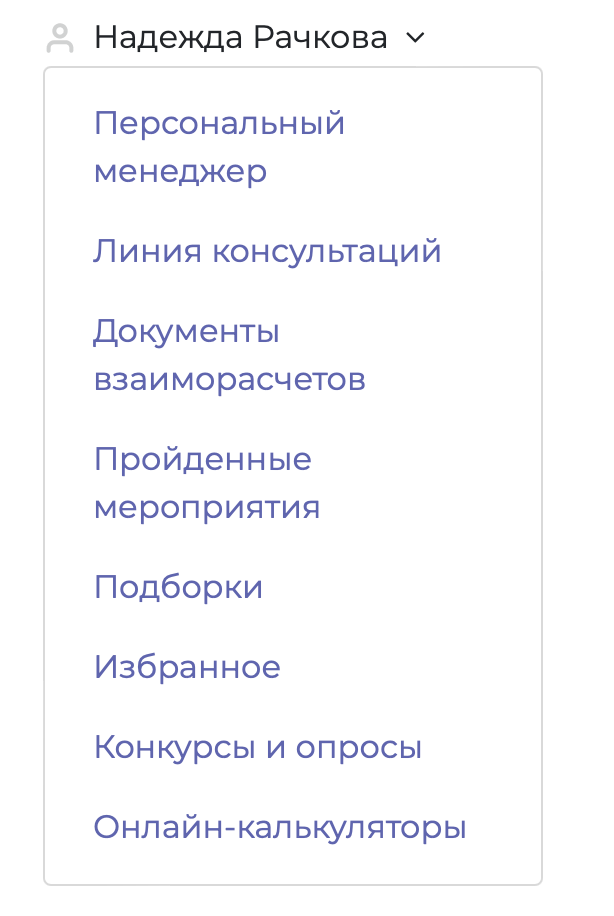 Надежда Рачкова
Персональный
менеджер
Линия консультаций
Документы
взаиморасчетов
Пройденные
мероприятия
Подборки
Избранное
Конкурсы и опросы
Онлайн-калькуляторы